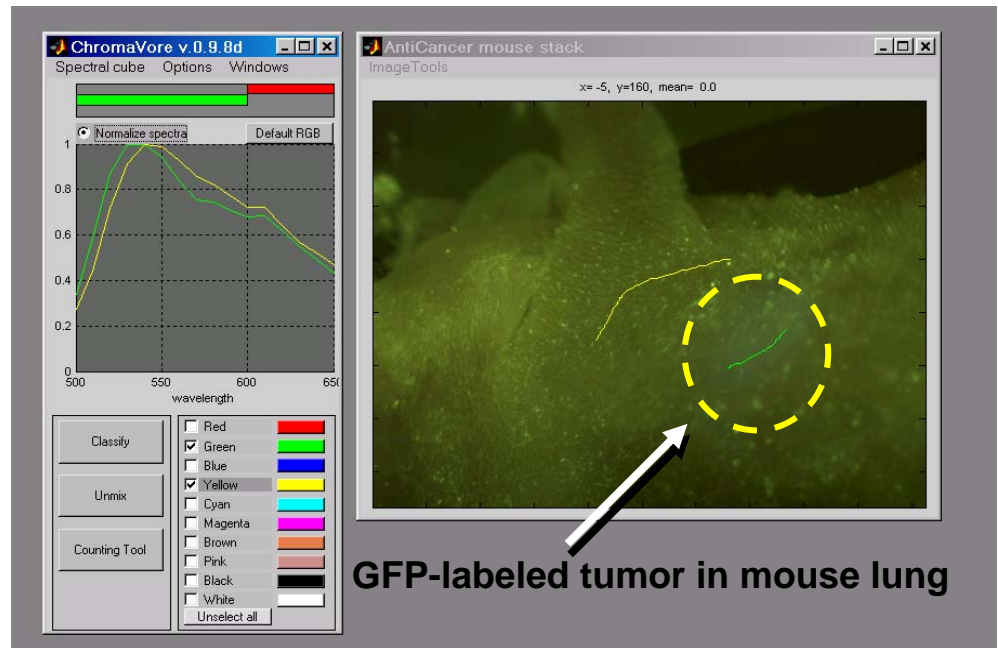 ChromaVore v.0.9.8d
Spectral cube Options Windows
Normalize spectra
Default RGB
1
0.8
0.6
0.4
0.2
0
500 550 600 650
wavelength
Classify
Unmix
Counting Tool
Red
Green
Blue
Yellow
Cyan
Magenta
Brown
Pink
Black
White
Unselect all
AntiCancer mouse stack
ImageTools
x= -5, y=160, mean= 0.0
GFP-labeled tumor in mouse lung